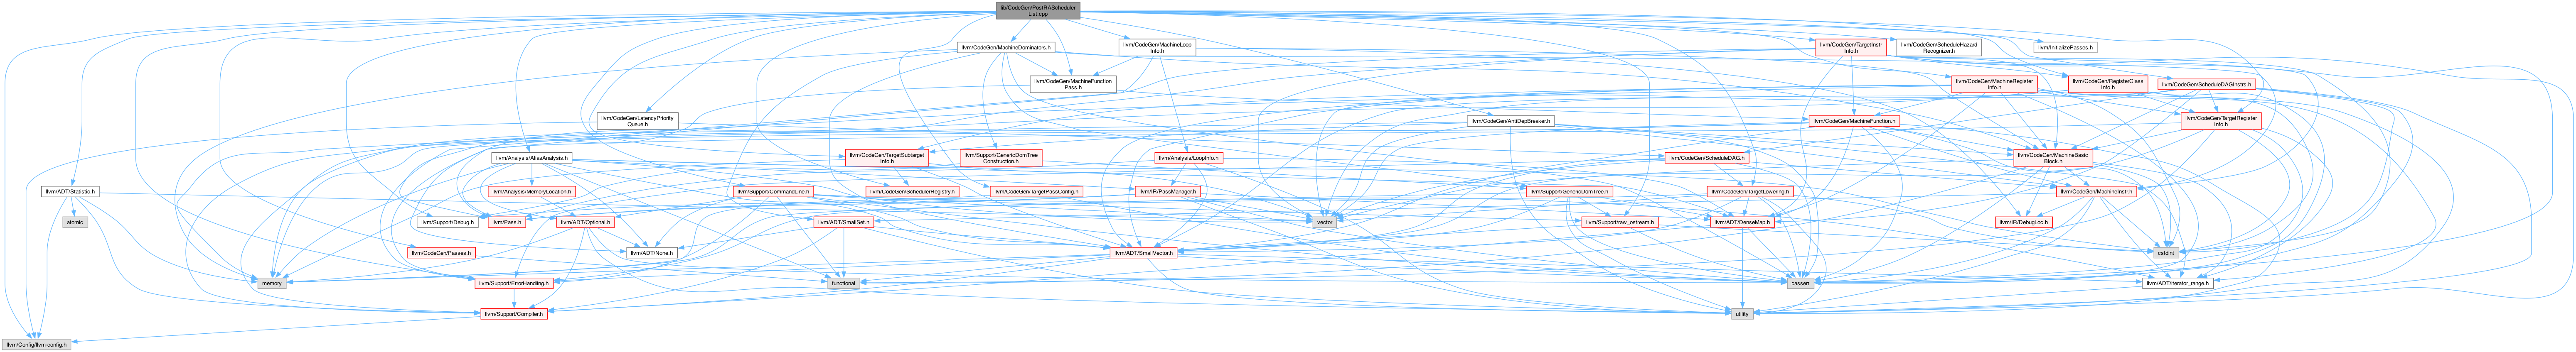 lib/CodeGen/PostRAScheduler
List.cpp
llvm/CodeGen/MachineDominators.h
llvm/CodeGen/MachineLoop
Info.h
llvm/CodeGen/TargetInstr
Info.h
llvm/CodeGen/ScheduleHazard
Recognizer.h
llvm/InitializePasses.h
llvm/CodeGen/MachineFunction
Pass.h
llvm/CodeGen/MachineRegister
Info.h
llvm/CodeGen/RegisterClass
Info.h
llvm/CodeGen/ScheduleDAGInstrs.h
llvm/CodeGen/LatencyPriority
Queue.h
llvm/CodeGen/AntiDepBreaker.h
llvm/CodeGen/MachineFunction.h
llvm/CodeGen/TargetRegister
Info.h
llvm/Analysis/AliasAnalysis.h
llvm/CodeGen/TargetSubtarget
Info.h
llvm/Support/GenericDomTree
Construction.h
llvm/Analysis/LoopInfo.h
llvm/CodeGen/ScheduleDAG.h
llvm/CodeGen/MachineBasic
Block.h
llvm/ADT/Statistic.h
llvm/Analysis/MemoryLocation.h
llvm/Support/CommandLine.h
llvm/CodeGen/SchedulerRegistry.h
llvm/CodeGen/TargetPassConfig.h
llvm/IR/PassManager.h
llvm/Support/GenericDomTree.h
llvm/CodeGen/TargetLowering.h
llvm/CodeGen/MachineInstr.h
atomic
llvm/Support/Debug.h
llvm/Pass.h
llvm/ADT/Optional.h
llvm/ADT/SmallSet.h
vector
llvm/Support/raw_ostream.h
llvm/ADT/DenseMap.h
llvm/IR/DebugLoc.h
llvm/CodeGen/Passes.h
llvm/ADT/None.h
llvm/ADT/SmallVector.h
cstdint
memory
llvm/Support/ErrorHandling.h
functional
cassert
llvm/ADT/iterator_range.h
llvm/Support/Compiler.h
utility
llvm/Config/llvm-config.h